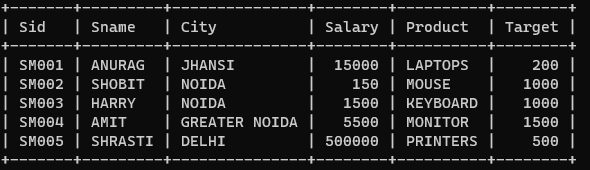 | Sid   | Sname   | City          | Salary | Product  | Target |
| SM001 | ANURAG  | JHANSI        |  15000 | LAPTOPS  |    200 |
| SM002 | SHOBIT  | NOIDA         |    150 | MOUSE    |   1000 |
| SM003 | HARRY   | NOIDA         |   1500 | KEYBOARD |   1000 |
| SM004 | AMIT    | GREATER NOIDA |   5500 | MONITOR  |   1500 |
| SM005 | SHRASTI | DELHI         | 500000 | PRINTERS |    500 |